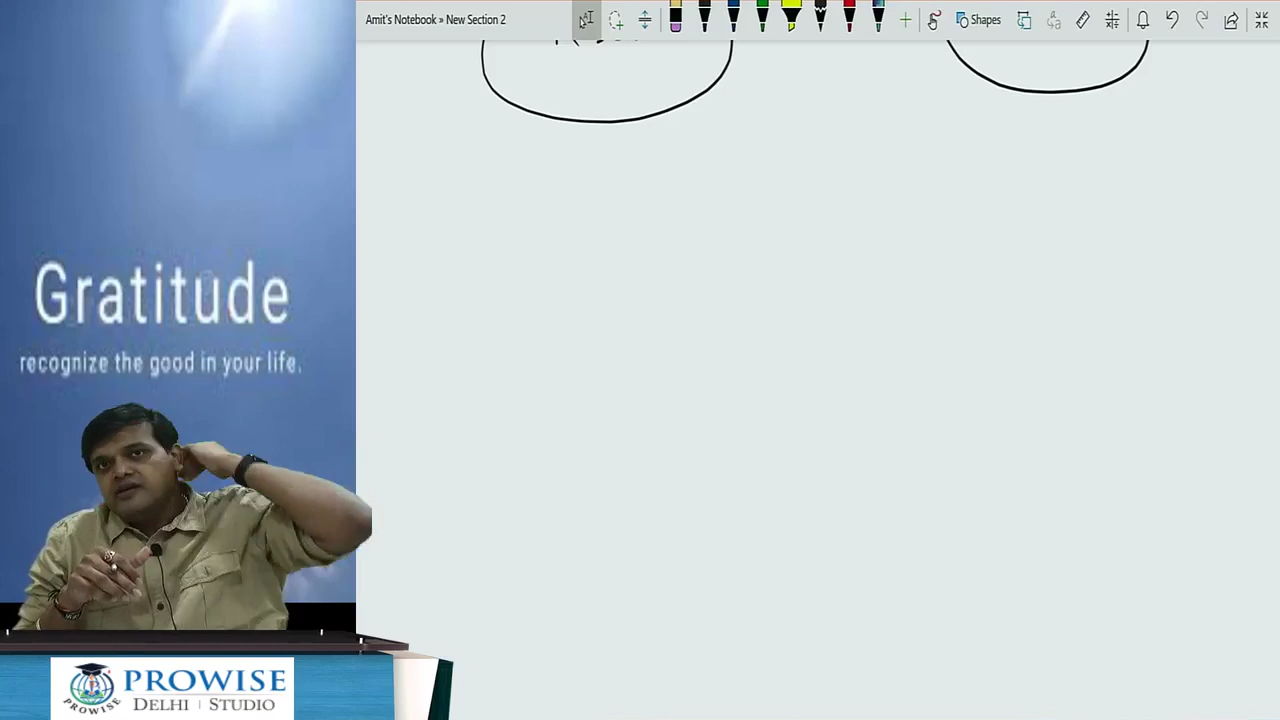 Amit's Notebook » New Section 2
Shapes
Gratitude
recognize the good in your life.
PROWISE
PROWISE
DELHI | STUDIO